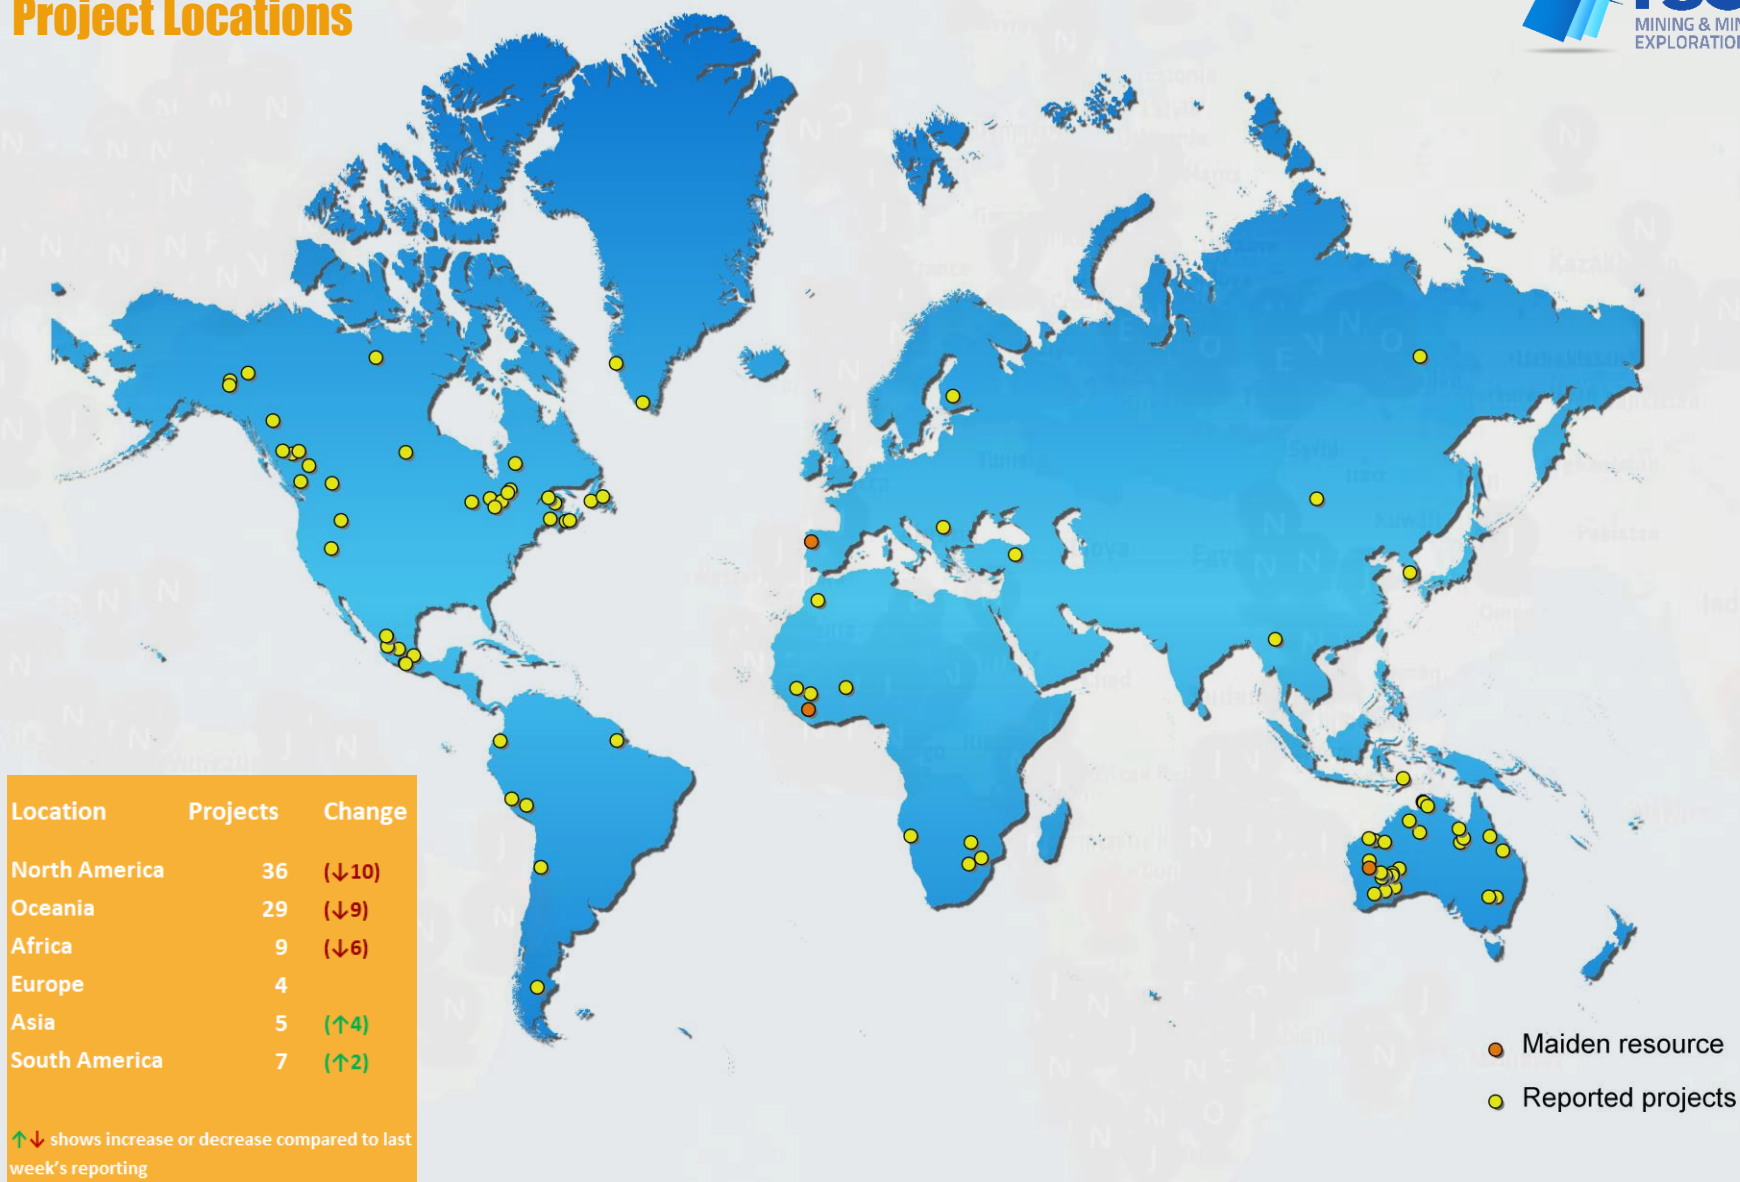 Project Locations
MINING & MIN
EXPLORATION
Location Projects Change
North America 36 (↓10)
Oceania 29 (↓9)
Africa 9 (↓6)
Europe 4
Asia 5 (↑4)
South America 7 (↑2)
↑↓ shows increase or decrease compared to last
week's reporting
Maiden resource
Reported projects